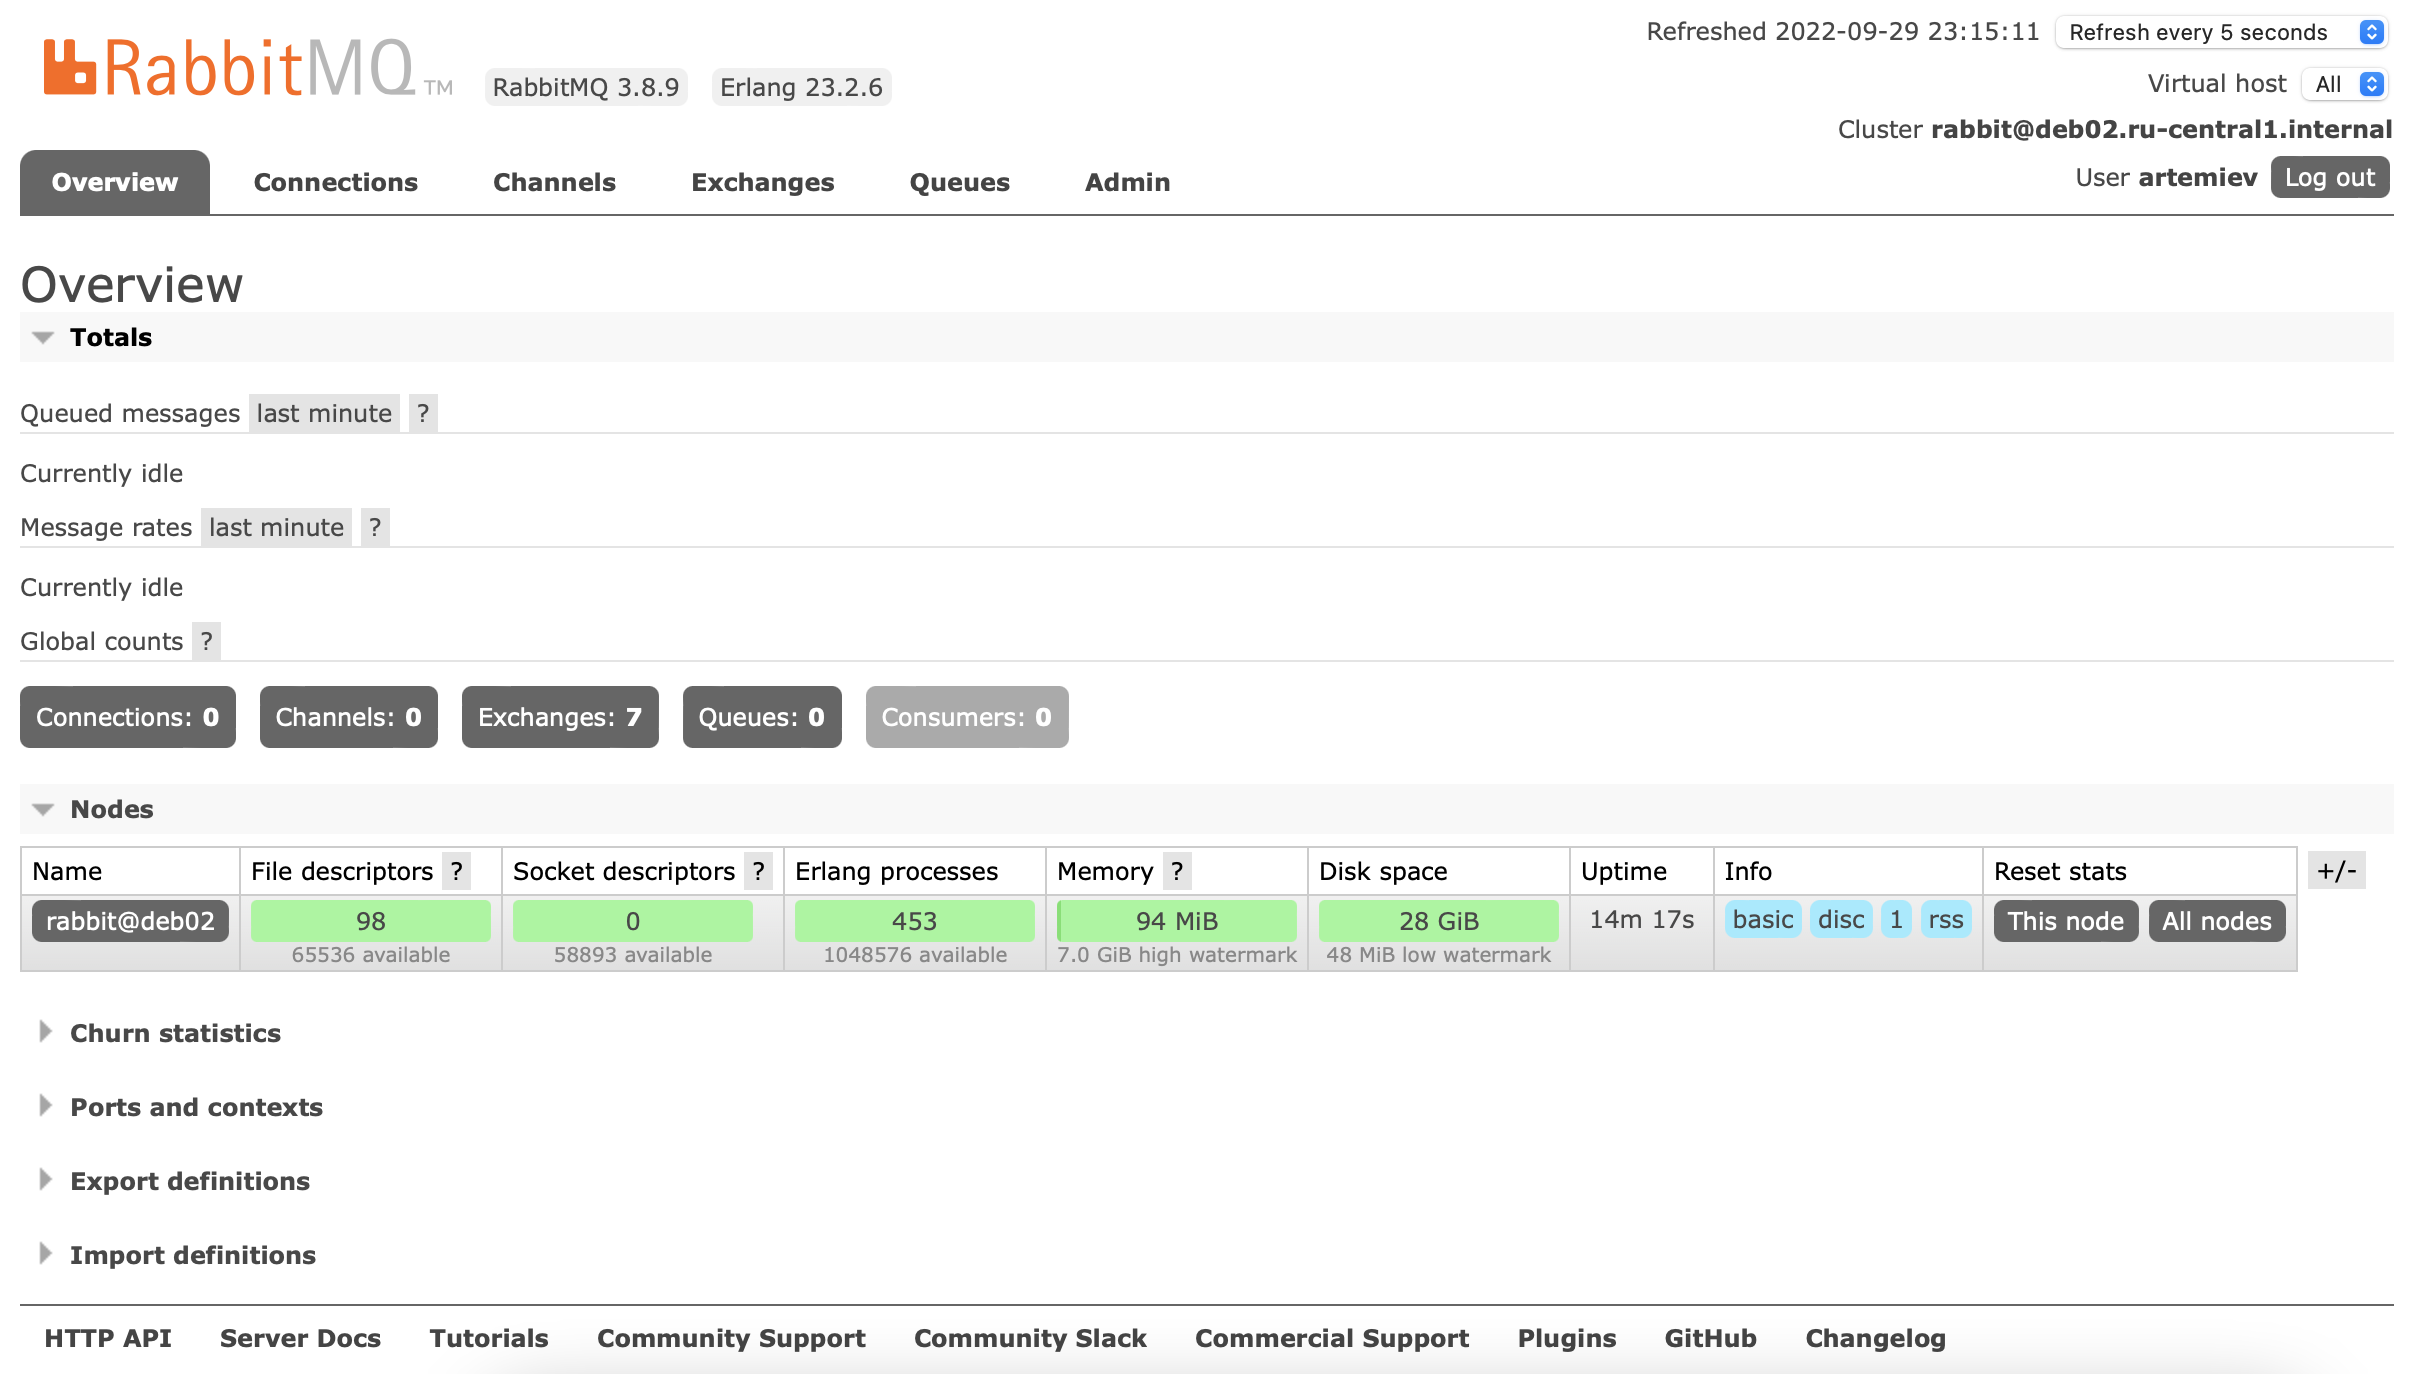 Refreshed 2022-09-29 23:15:11 Refresh every 5 seconds
RabbitMQ TM RabbitMQ 3.8.9 Erlang 23.2.6
Virtual host All
Cluster rabbit@deb02.ru-central1.internal
User artemiev Log out
Overview Connections Channels Exchanges Queues Admin
Overview
Totals
Queued messages last minute ?
Currently idle
Message rates last minute ?
Currently idle
Global counts ?
Connections: 0 Channels: 0 Exchanges: 7 Queues: 0 Consumers: 0
Nodes
Name File descriptors ? Socket descriptors ? Erlang processes Memory ? Disk space Uptime Info Reset stats +/-
rabbit@deb02 98 0 453 94 MiB 28 GiB 14m 17s basic disc 1 rss This node All nodes
65536 available 58893 available 1048576 available 7.0 GiB high watermark 48 MiB low watermark
Churn statistics
Ports and contexts
Export definitions
Import definitions
HTTP API Server Docs Tutorials Community Support Community Slack Commercial Support Plugins GitHub Changelog